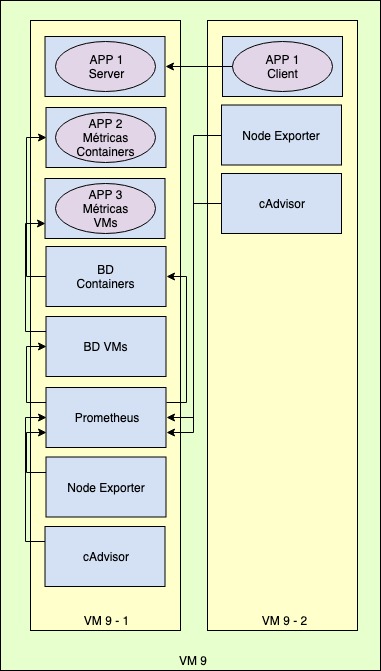 APP 1
Server
APP 2
Métricas
Containers
APP 3
Métricas
VMs
BD
Containers
BD VMs
Prometheus
Node Exporter
cAdvisor
VM 9 - 1
APP 1
Client
Node Exporter
cAdvisor
VM 9 - 2
VM 9